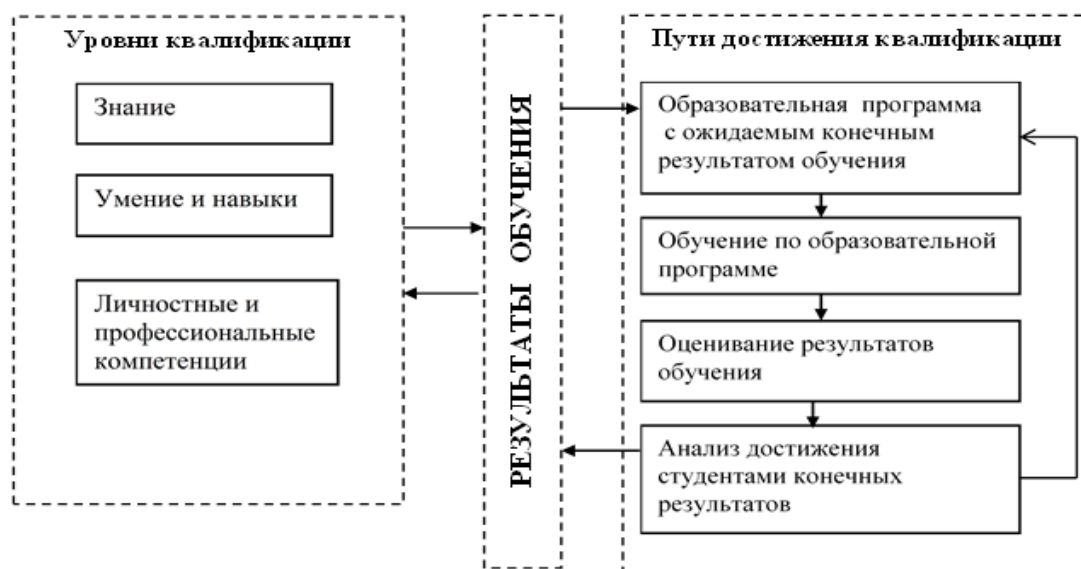 Уровни квалификации
Знание
Умение и навыки
Личностные и
профессиональные
компетенции
РЕЗУЛЬТАТЫ ОБУЧЕНИЯ
Пути достижения квалификации
Образовательная программа
с ожидаемым конечным
результатом обучения
Обучение по образовательной
программе
Оценивание результатов
обучения
Анализ достижения
студентами конечных
результатов